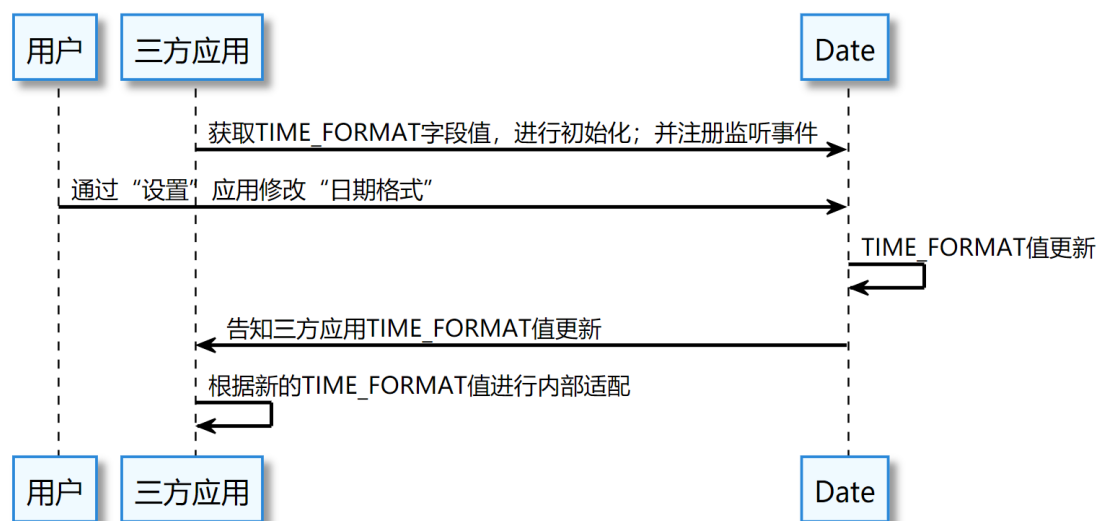 用户 三方应用 Date
获取TIME_FORMAT字段值，进行初始化；并注册监听事件
通过“设置”应用修改“日期格式”
TIME_FORMAT值更新
告知三方应用TIME_FORMAT值更新
根据新的TIME_FORMAT值进行内部适配
用户 三方应用 Date